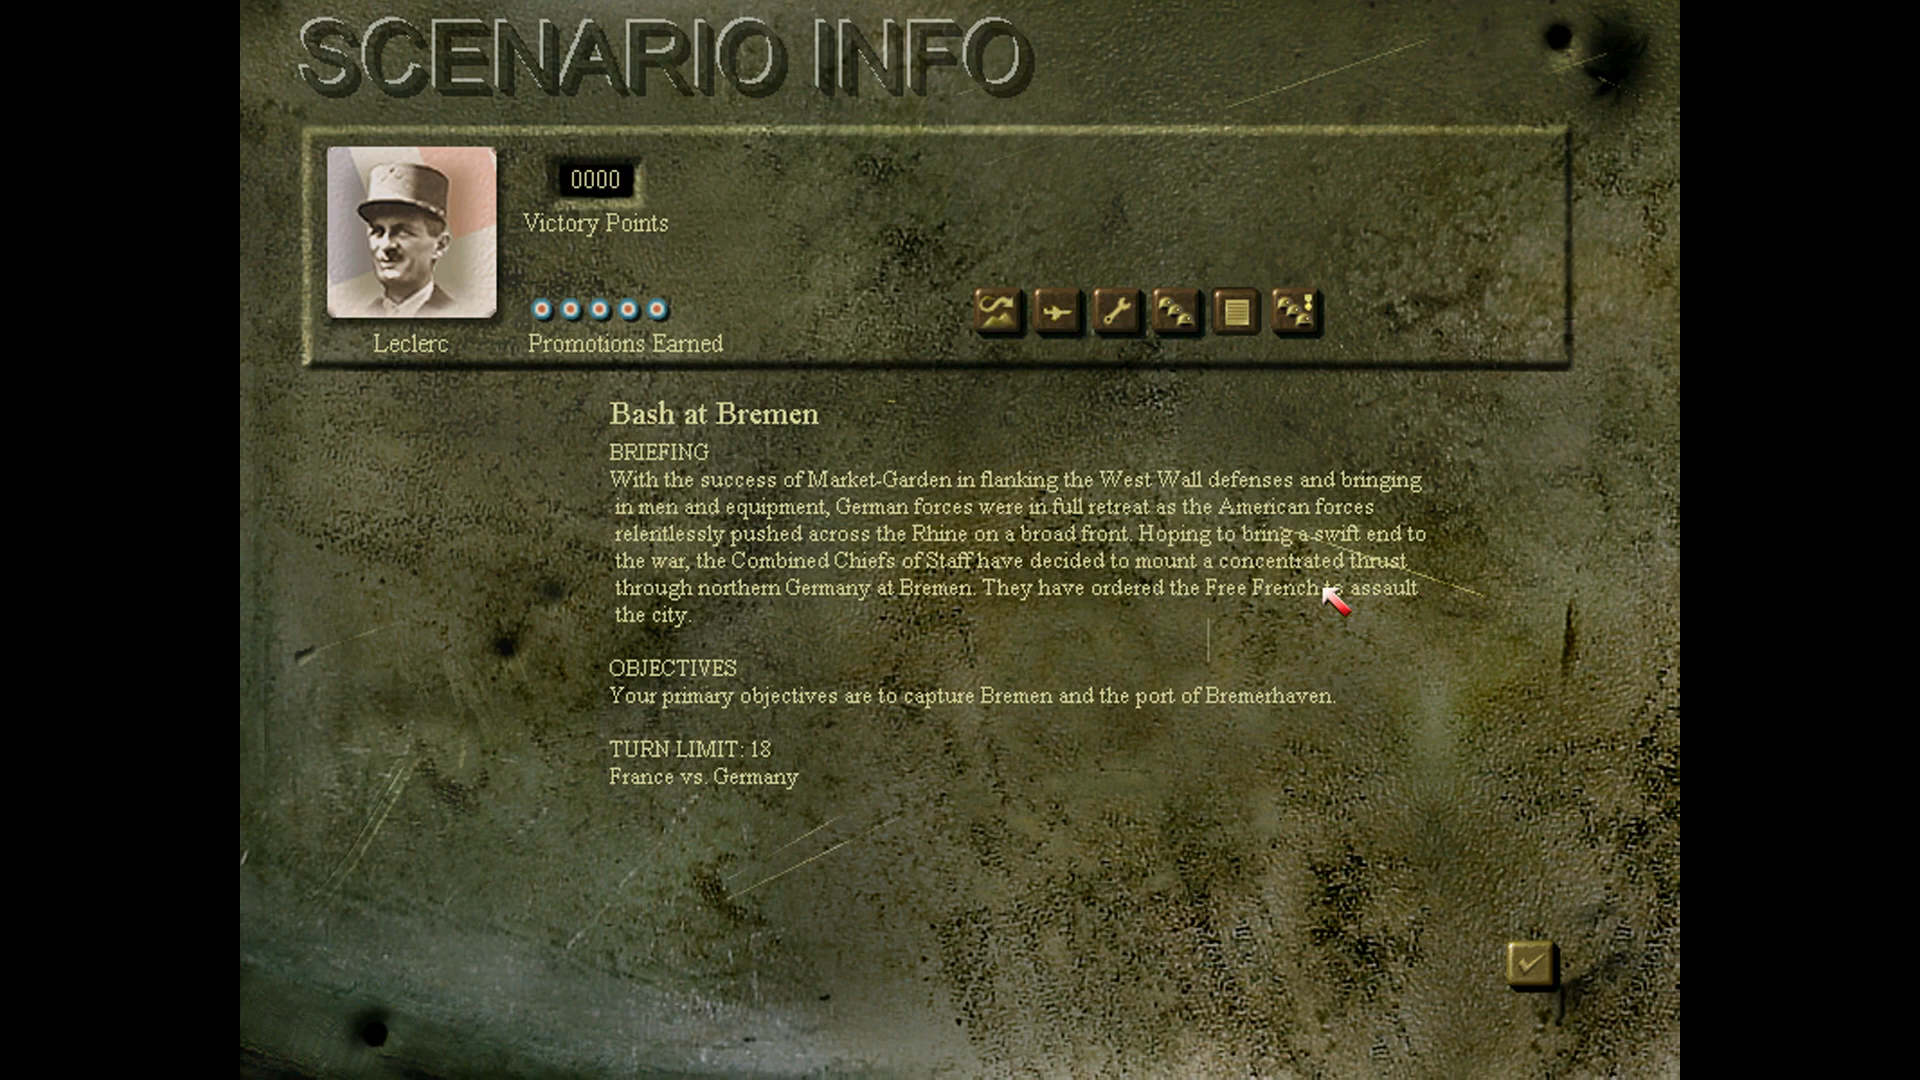 SCENARIO INFO
0000
Victory Points
Leclerc
Promotions Earned
Bash at Bremen
BRIEFING
With the success of Market-Garden in flanking the West Wall defenses and bringing
in men and equipment, German forces were in full retreat as the American forces
relentlessly pushed across the Rhine on a broad front. Hoping to bring a swift end to
the war, the Combined Chiefs of Staff have decided to mount a concentrated thrust
through northern Germany at Bremen. They have ordered the Free French to assault
the city.
OBJECTIVES
Your primary objectives are to capture Bremen and the port of Bremerhaven.
TURN LIMIT: 18
France vs. Germany